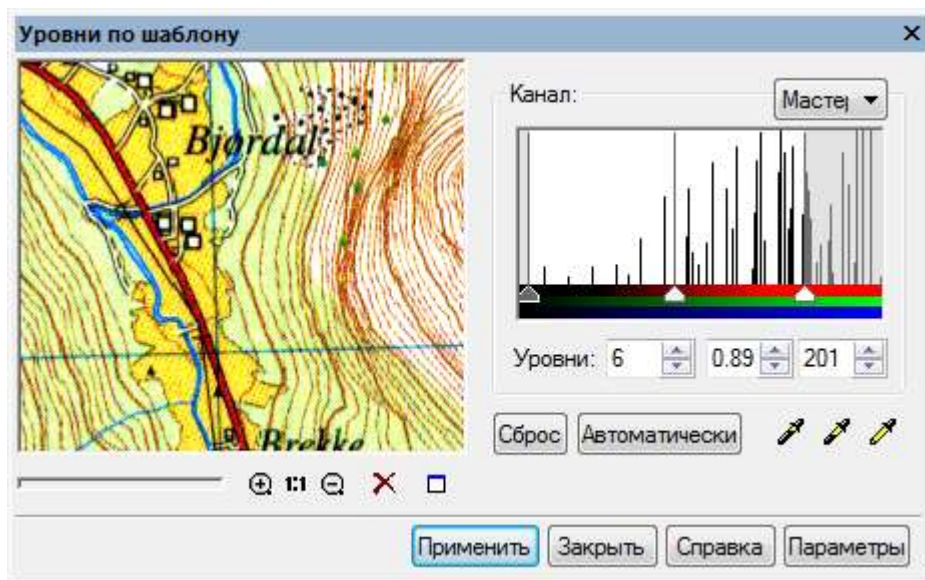 Уровни по шаблону
Bjørdal
Brekke
Канал:
Мастер
Уровни: 6 0.89 201
Сброс Автоматически
1:1
Применить Закрыть Справка Параметры